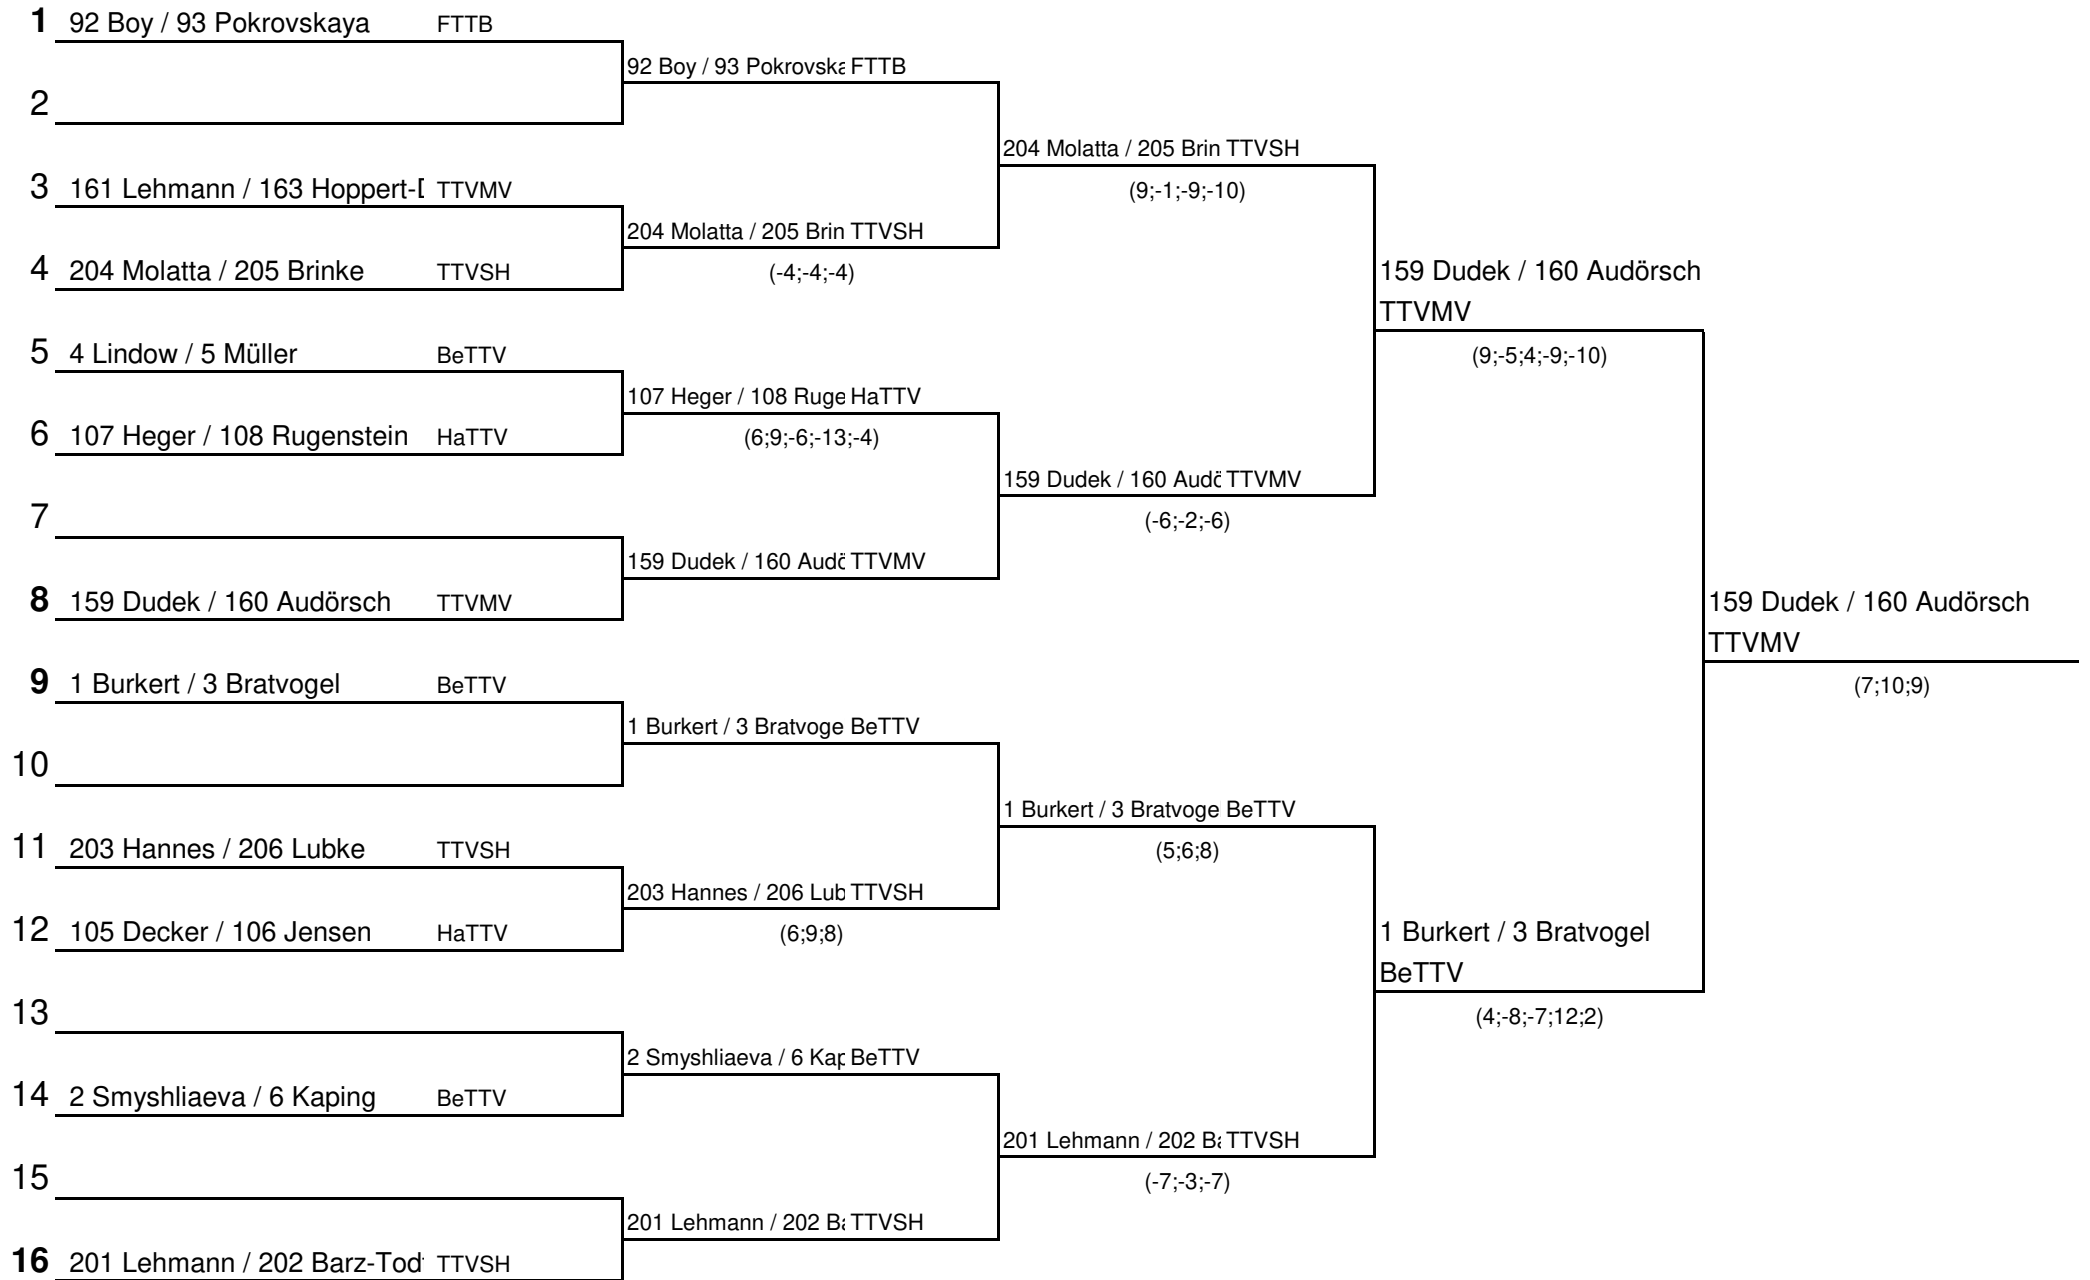 1 92 Boy / 93 Pokrovskaya FTTB
92 Boy / 93 Pokrovska FTTB
2
204 Molatta / 205 Brin TTVSH
3 161 Lehmann / 163 Hoppert- TTVMV
(9;-1;-9;-10)
204 Molatta / 205 Brin TTVSH
4 204 Molatta / 205 Brinke TTVSH
(-4;-4;-4)
159 Dudek / 160 Audörsch
TTVMV
5 4 Lindow / 5 Müller BeTTV
(9;-5;4;-9;-10)
107 Heger / 108 Ruge HaTTV
6 107 Heger / 108 Rugenstein HaTTV
(6;9;-6;-13;-4)
159 Dudek / 160 Audö TTVMV
7
(-6;-2;-6)
159 Dudek / 160 Audö TTVMV
8 159 Dudek / 160 Audörsch TTVMV
159 Dudek / 160 Audörsch
TTVMV
9 1 Burkert / 3 Bratvogel BeTTV
(7;10;9)
1 Burkert / 3 Bratvoge BeTTV
10
1 Burkert / 3 Bratvoge BeTTV
11 203 Hannes / 206 Lubke TTVSH
(5;6;8)
203 Hannes / 206 Lub TTVSH
12 105 Decker / 106 Jensen HaTTV
(6;9;8)
1 Burkert / 3 Bratvogel
BeTTV
13
(4;-8;-7;12;2)
2 Smyshliaeva / 6 Kap BeTTV
14 2 Smyshliaeva / 6 Kaping BeTTV
201 Lehmann / 202 Ba TTVSH
15
(-7;-3;-7)
201 Lehmann / 202 Ba TTVSH
16 201 Lehmann / 202 Barz-Tod TTVSH